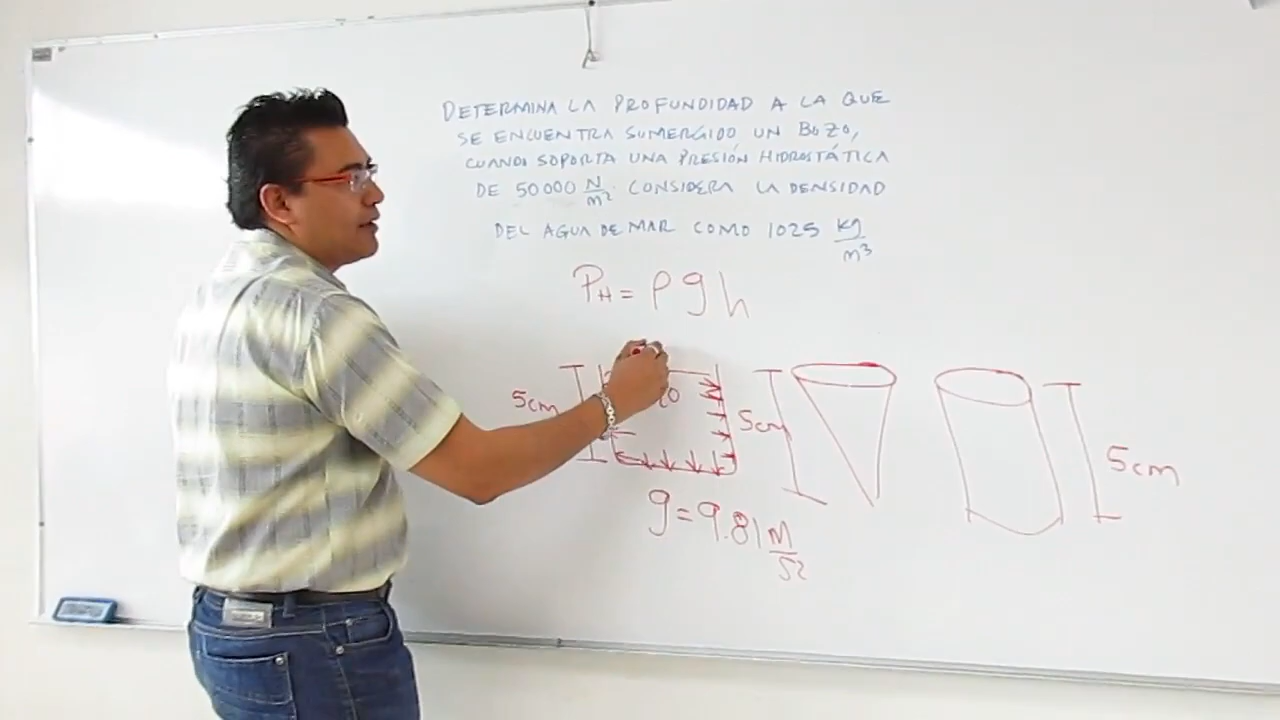 DETERMINA LA PROFUNDIDAD A LA QUE
SE ENCUENTRA SUMERGIDO UN BUZO,
CUANDO SOPORTA UNA PRESIÓN HIDROSTÁTICA
DE 50000 N/m². CONSIDERA LA DENSIDAD
DEL AGUA DE MAR COMO 1025 kg/m³
P_H = ρ g h
5cm
5cm
5cm
g = 9.81 m/s²